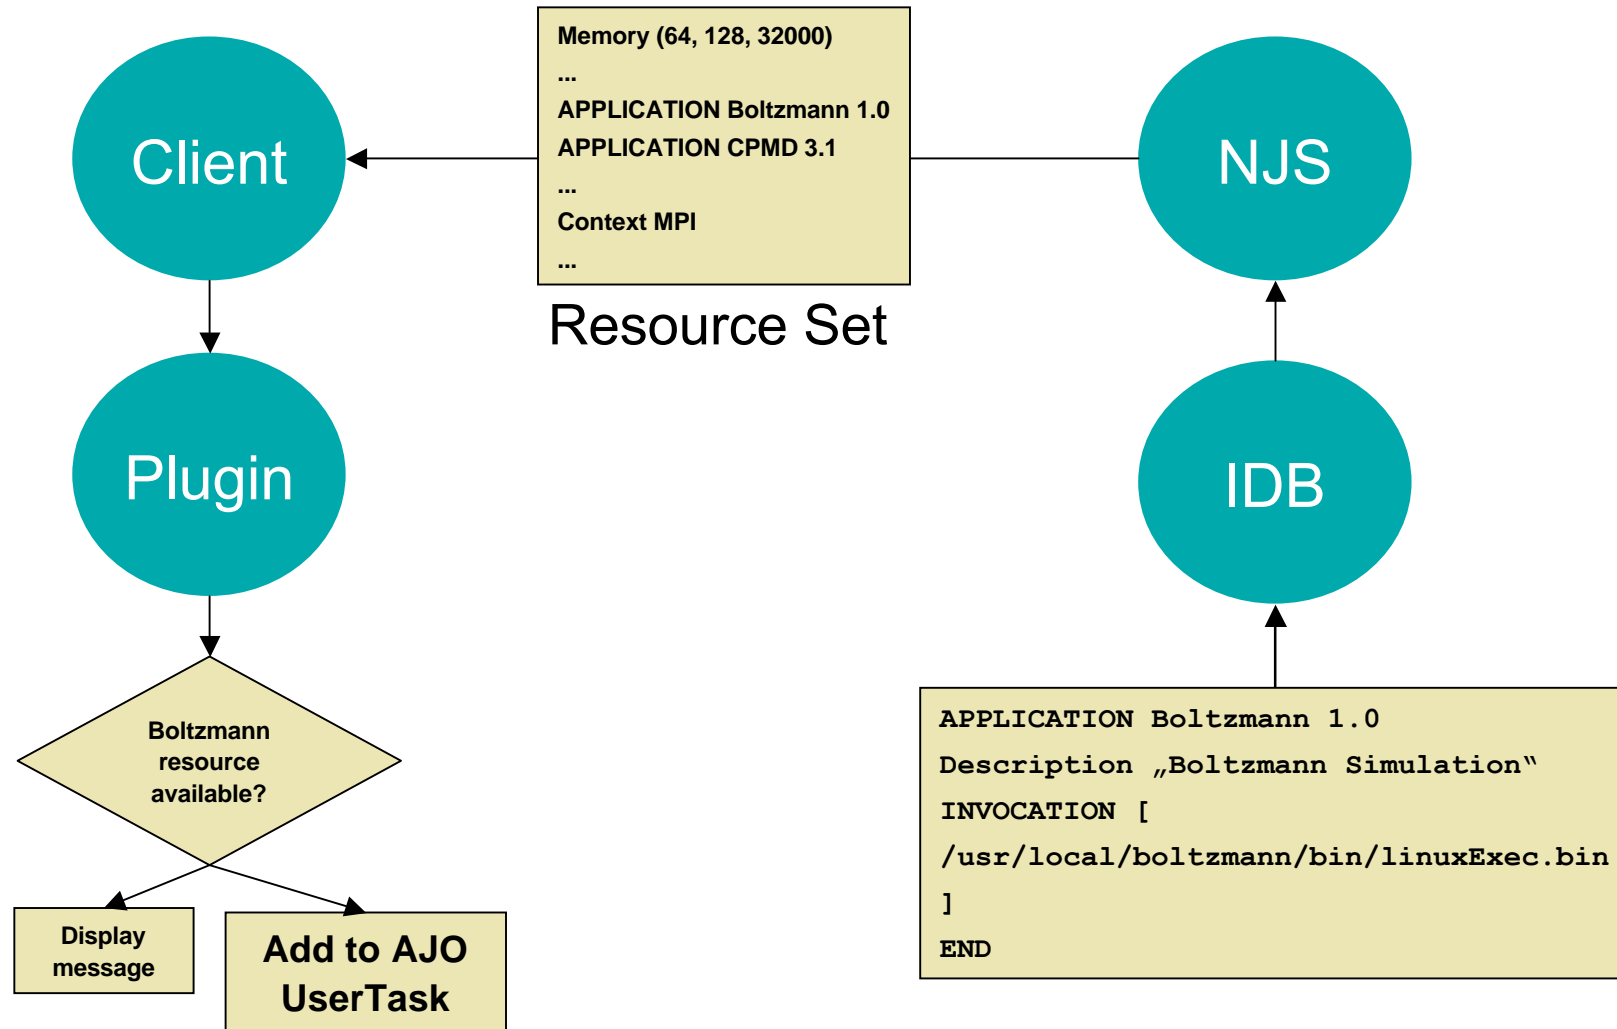 Memory (64, 128, 32000)
...
APPLICATION Boltzmann 1.0
APPLICATION CPMD 3.1
...
Context MPI
...
Resource Set
Client
NJS
Plugin
IDB
Boltzmann
resource
available?
Display
message
Add to AJO
UserTask
APPLICATION Boltzmann 1.0
Description „Boltzmann Simulation“
INVOCATION [
/usr/local/boltzmann/bin/linuxExec.bin
]
END